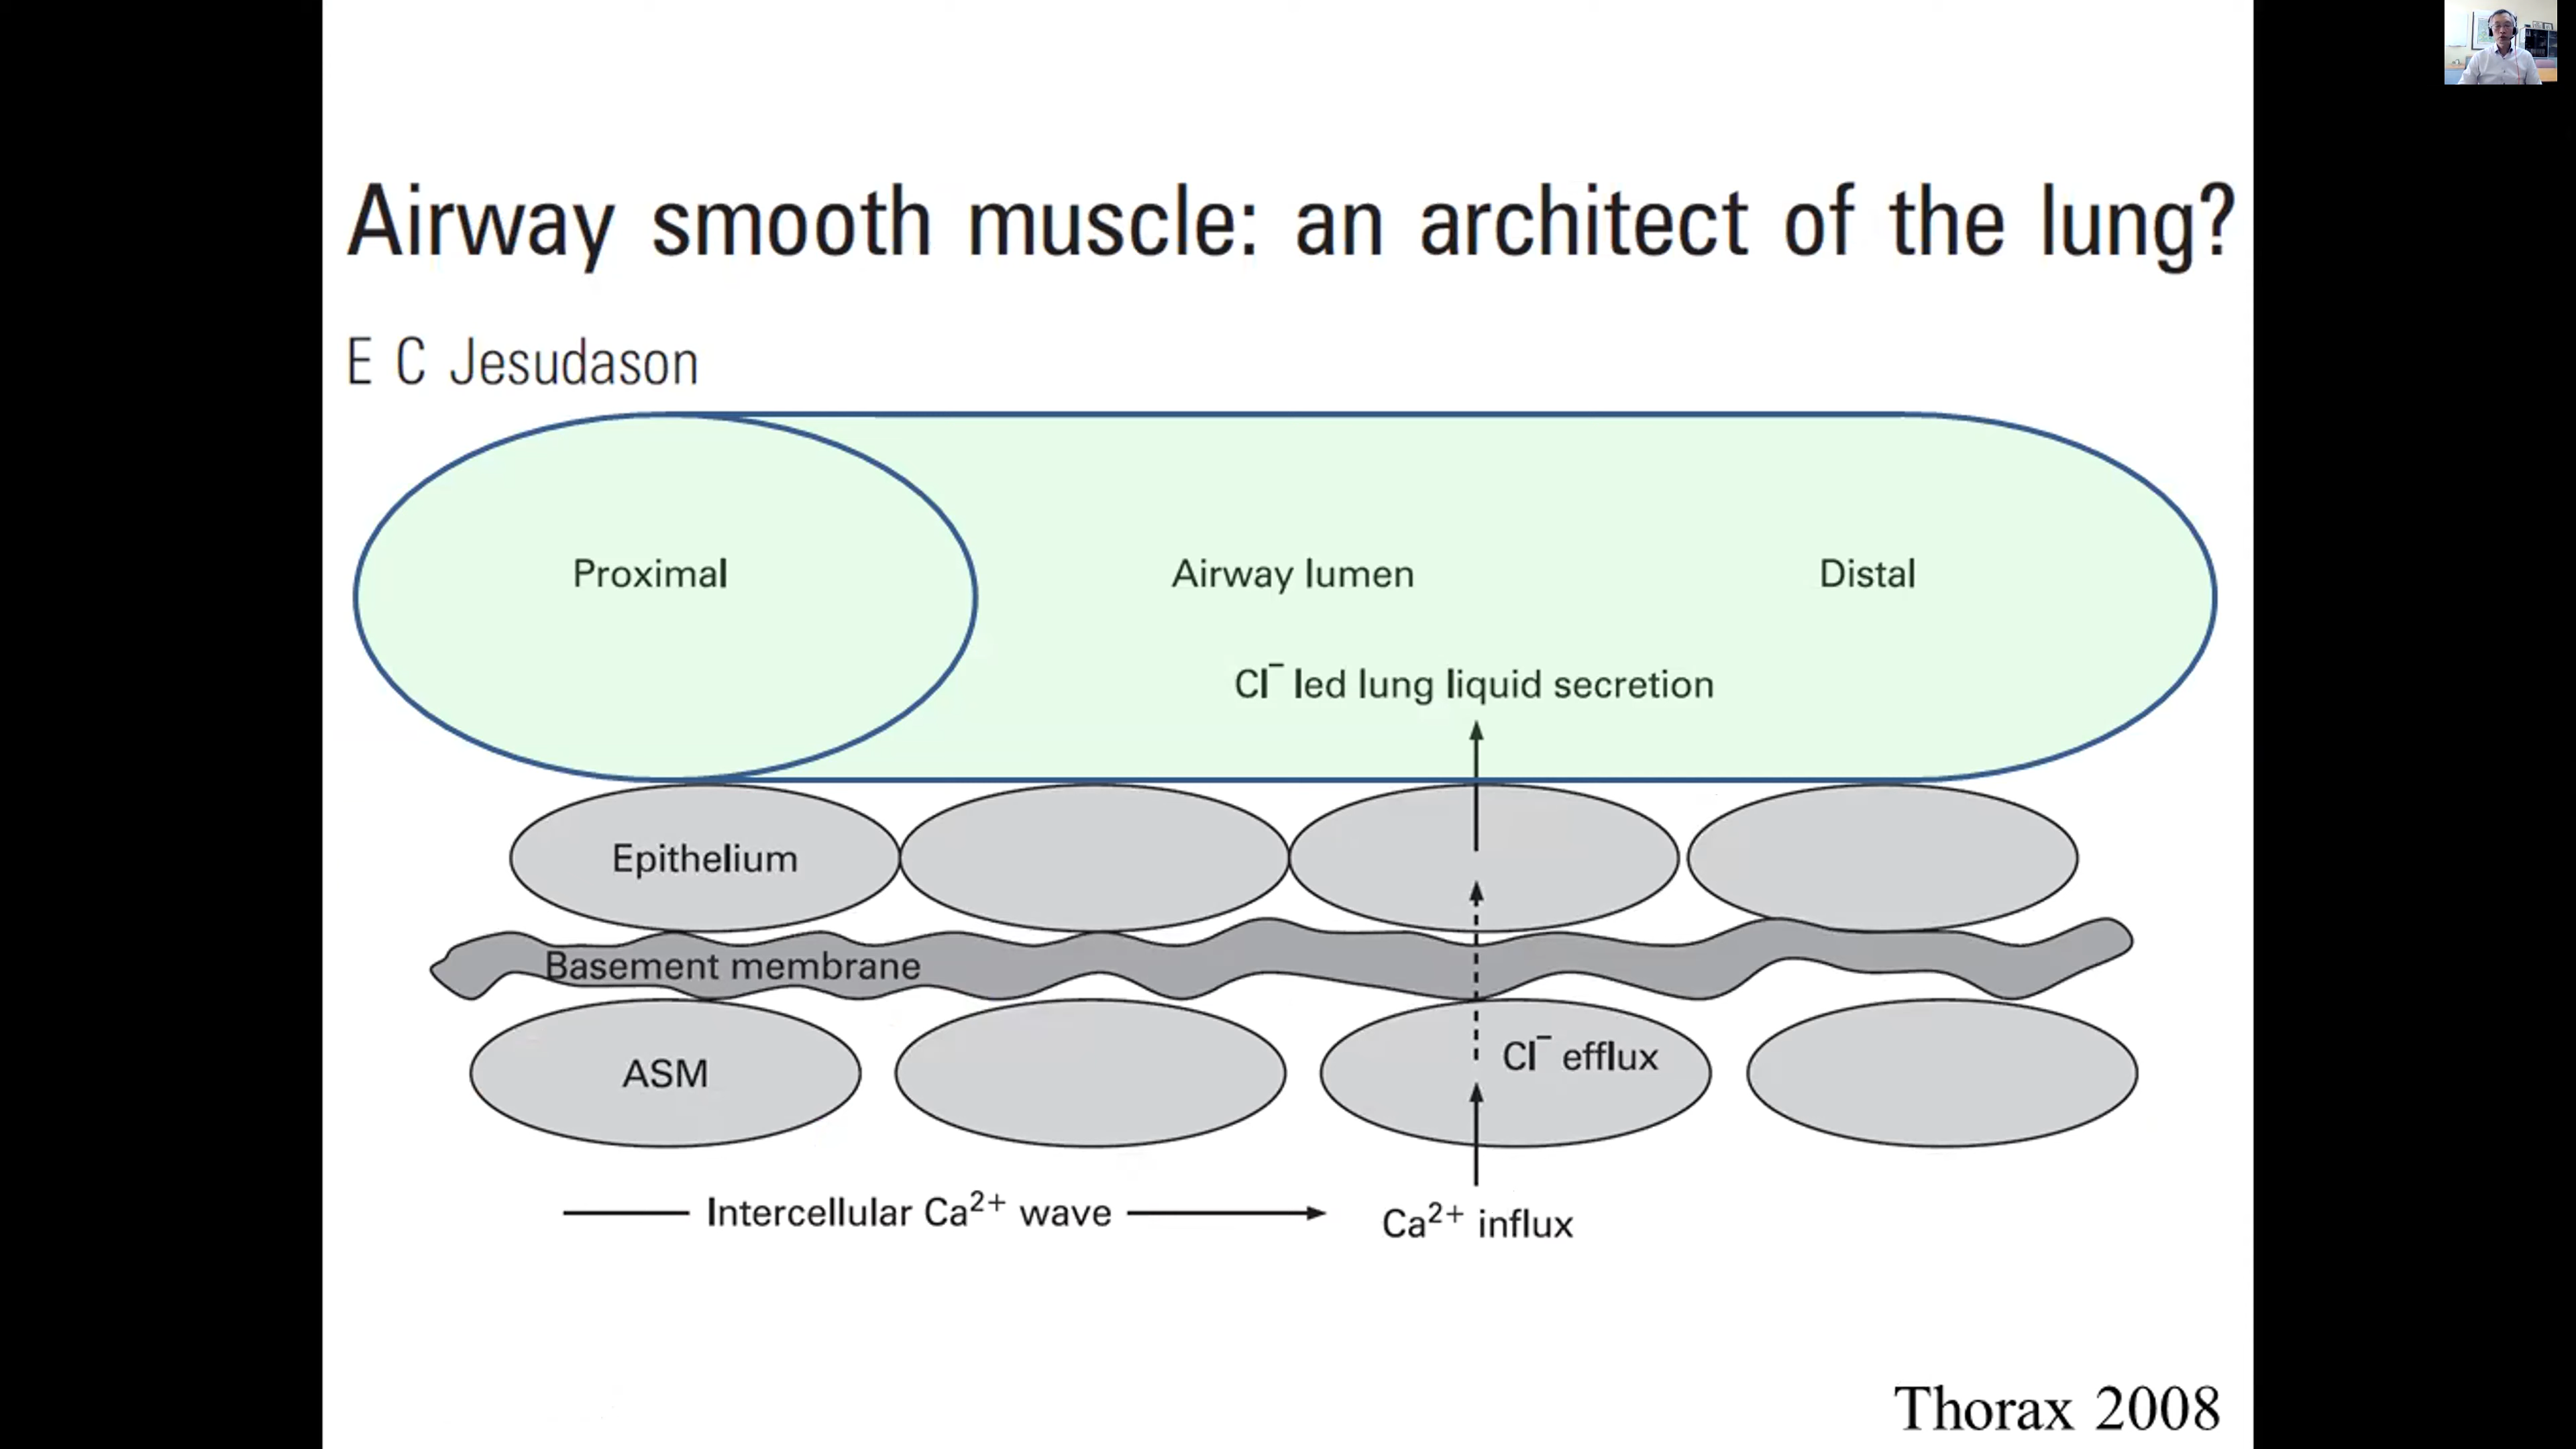 Airway smooth muscle: an architect of the lung?
E C Jesudason
Proximal
Airway lumen
Distal
Cl⁻ led lung liquid secretion
Epithelium
Basement membrane
ASM
Cl⁻ efflux
Intercellular Ca²⁺ wave
Ca²⁺ influx
Thorax 2008